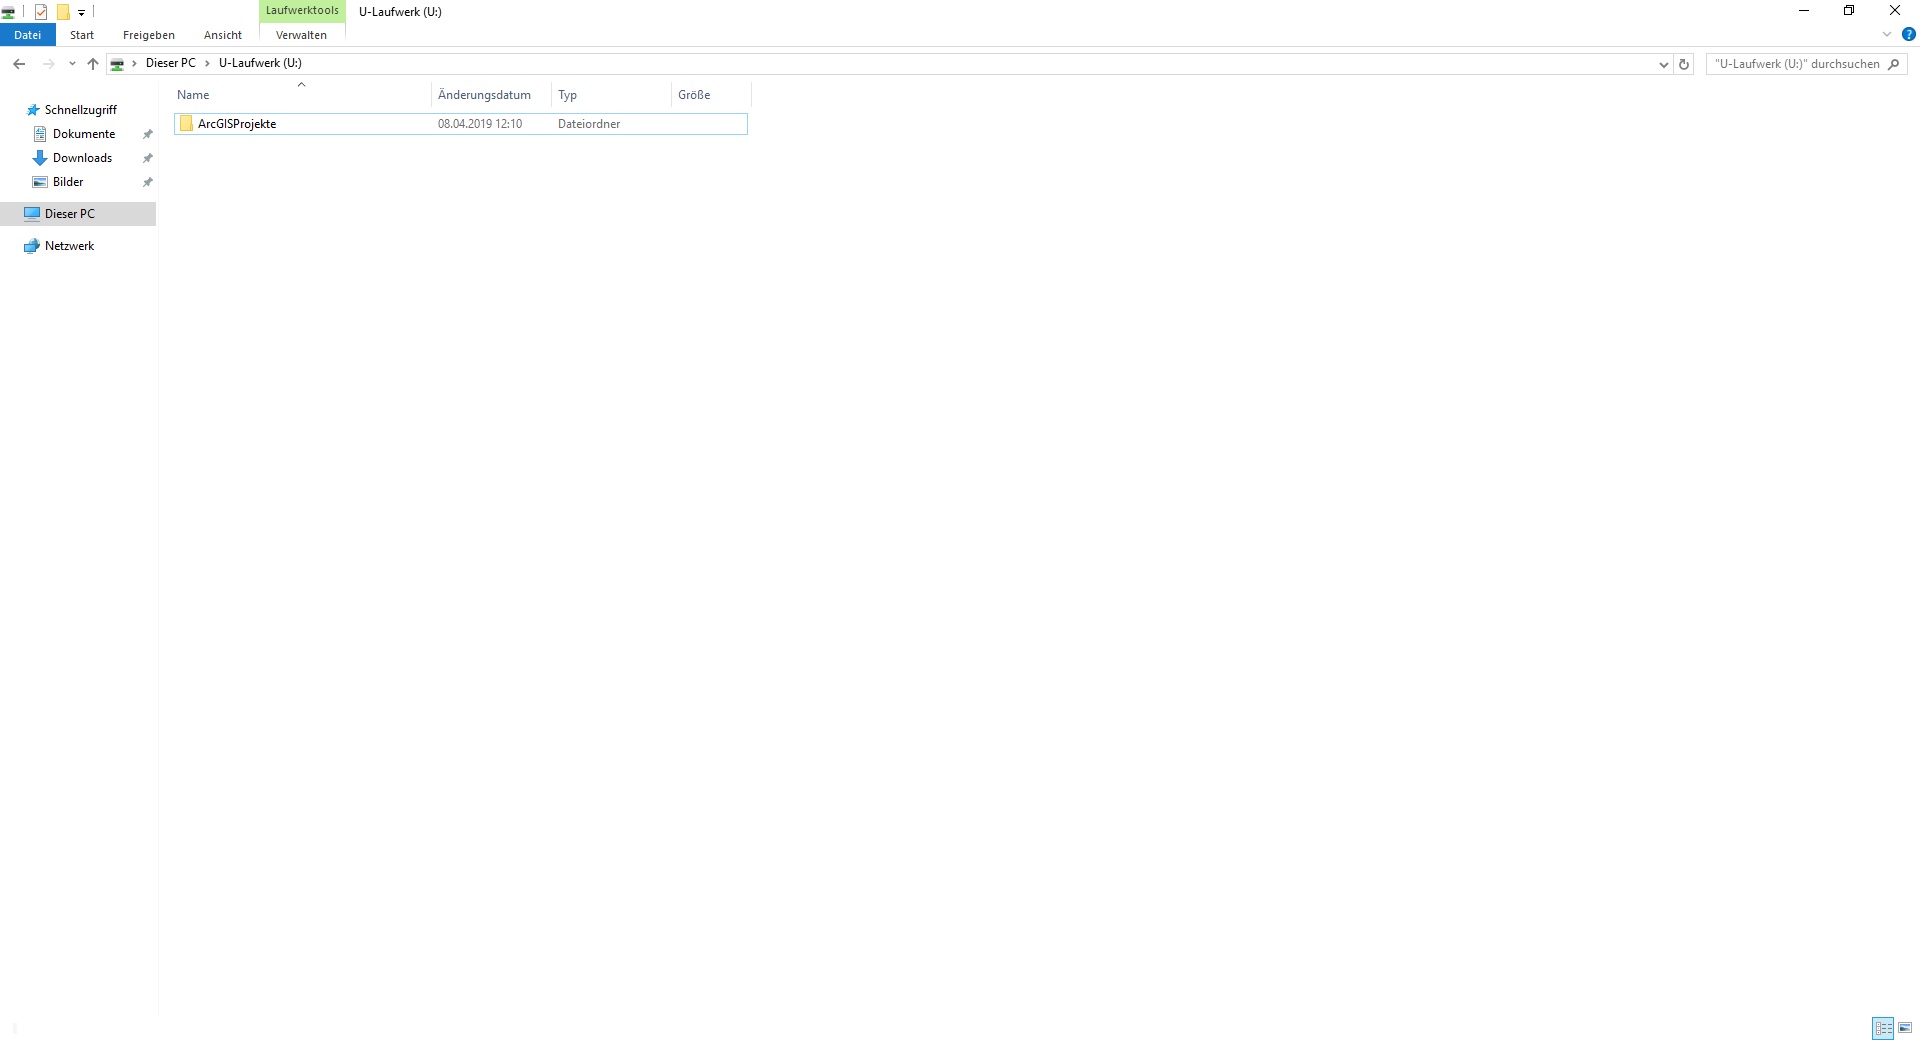 Laufwerktools
U-Laufwerk (U:)
Datei
Start
Freigeben
Ansicht
Verwalten
Dieser PC
U-Laufwerk (U:)
"U-Laufwerk (U:)" durchsuchen
Name
Änderungsdatum
Typ
Größe
ArcGISProjekte
08.04.2019 12:10
Dateiordner
Schnellzugriff
Dokumente
Downloads
Bilder
Dieser PC
Netzwerk